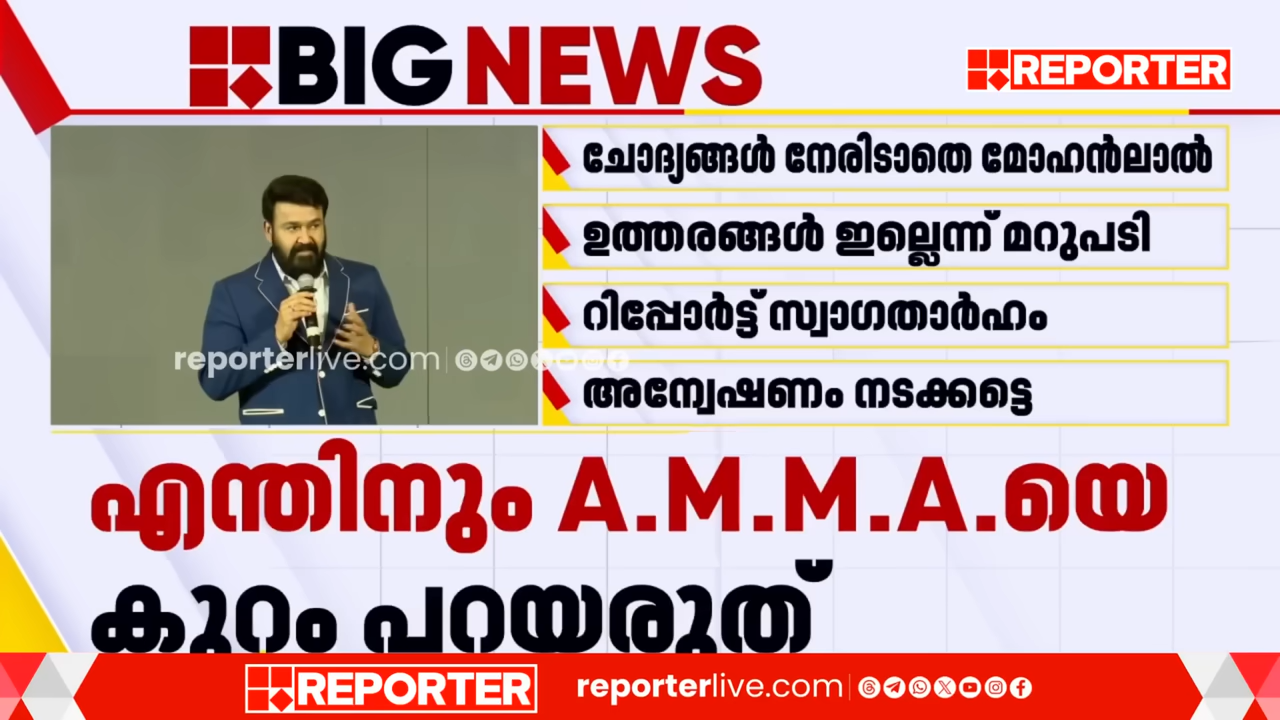 BIG NEWS
REPORTER
ചോദ്യങ്ങൾ നേരിടാതെ മോഹൻലാൽ
ഉത്തരങ്ങൾ ഇല്ലെന്ന് മറുപടി
റിപ്പോർട്ട് സ്വാഗതാർഹം
അന്വേഷണം നടക്കട്ടെ
reporterlive.com
എന്തിനും A.M.M.A.യെ
കുറ്റം പറയരുത്
REPORTER
reporterlive.com